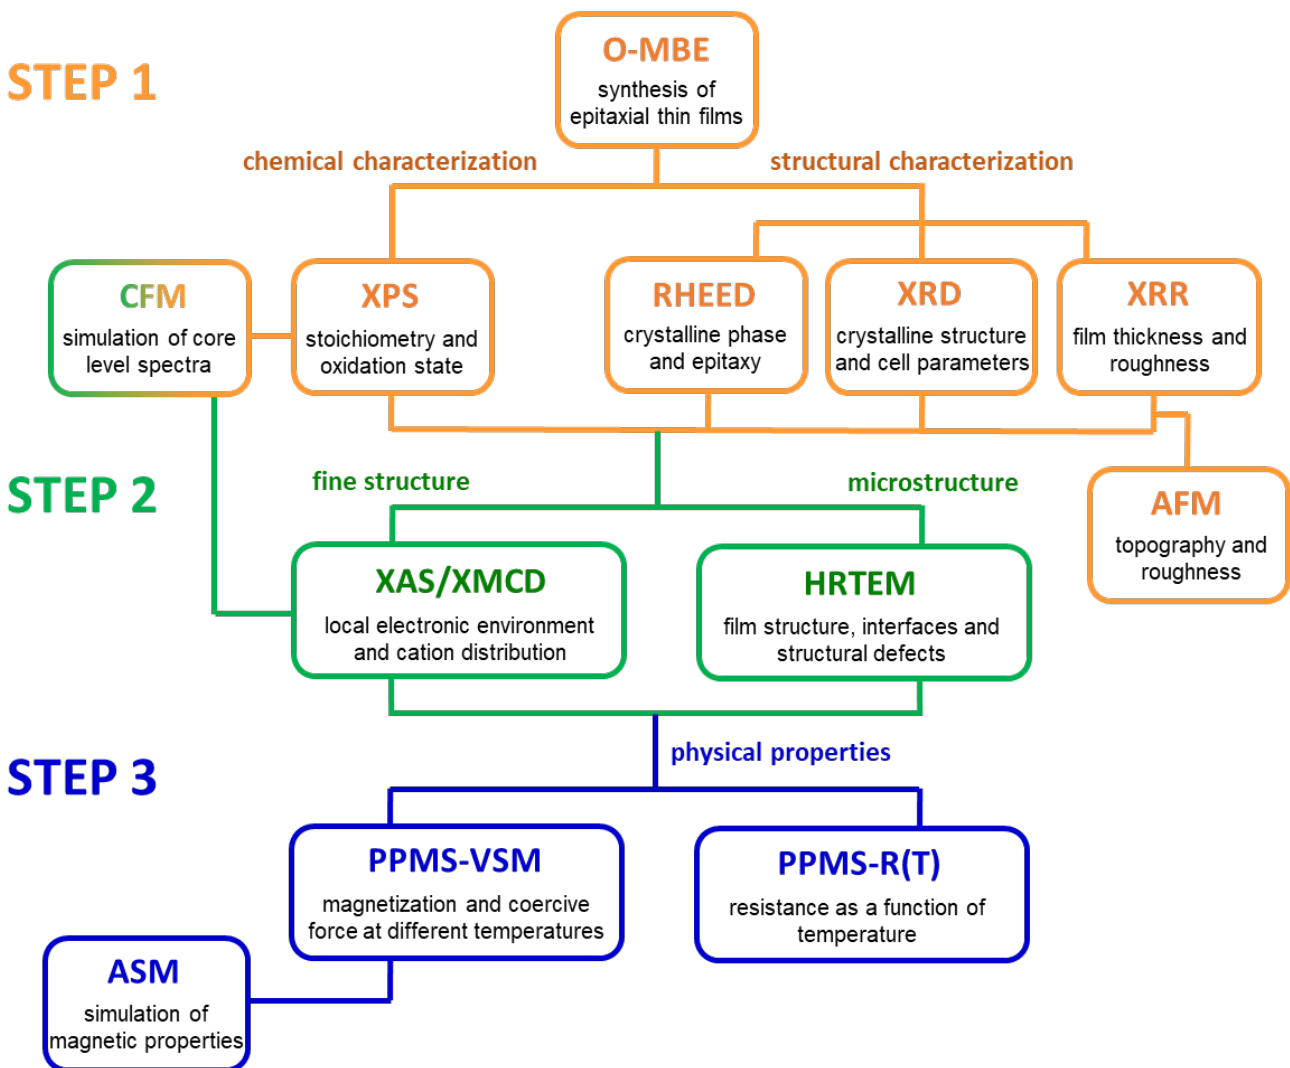 STEP 1
O-MBE
synthesis of
epitaxial thin films
chemical characterization
structural characterization
CFM
simulation of core
level spectra
XPS
stoichiometry and
oxidation state
RHEED
crystalline phase
and epitaxy
XRD
crystalline structure
and cell parameters
XRR
film thickness and
roughness
STEP 2
fine structure
microstructure
AFM
topography and
roughness
XAS/XMCD
local electronic environment
and cation distribution
HRTEM
film structure, interfaces and
structural defects
STEP 3
physical properties
PPMS-VSM
magnetization and coercive
force at different temperatures
PPMS-R(T)
resistance as a function of
temperature
ASM
simulation of
magnetic properties